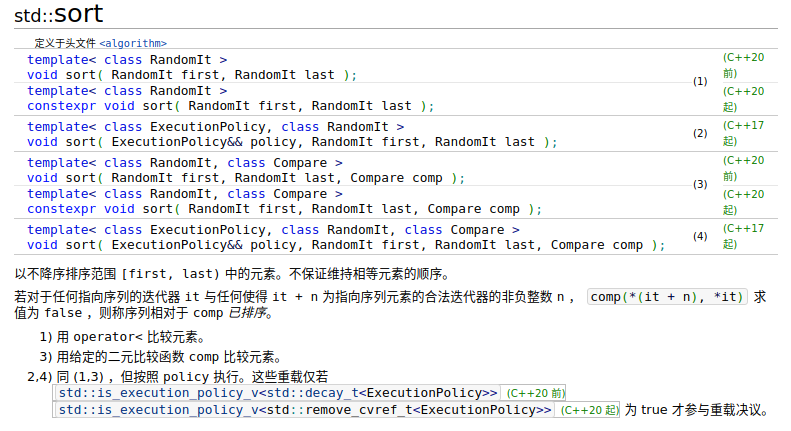 std::sort
定义于头文件 <algorithm>
template< class RandomIt >
void sort( RandomIt first, RandomIt last );
(C++20 前)
template< class RandomIt >
constexpr void sort( RandomIt first, RandomIt last );
(1)
(C++20 起)
template< class ExecutionPolicy, class RandomIt >
void sort( ExecutionPolicy&& policy, RandomIt first, RandomIt last );
(2)
(C++17 起)
template< class RandomIt, class Compare >
void sort( RandomIt first, RandomIt last, Compare comp );
(C++20 前)
template< class RandomIt, class Compare >
constexpr void sort( RandomIt first, RandomIt last, Compare comp );
(3)
(C++20 起)
template< class ExecutionPolicy, class RandomIt, class Compare >
void sort( ExecutionPolicy&& policy, RandomIt first, RandomIt last, Compare comp );
(4)
(C++17 起)
以不降序排序范围 [first, last) 中的元素。不保证维持相等元素的顺序。
若对于任何指向序列的迭代器 it 与任何使得 it + n 为指向序列元素的合法迭代器的非负整数 n ， comp(*(it + n), *it) 求
值为 false ，则称序列相对于 comp 已排序。
1) 用 operator< 比较元素。
3) 用给定的二元比较函数 comp 比较元素。
2,4) 同 (1,3) ，但按照 policy 执行。这些重载仅若
std::is_execution_policy_v<std::decay_t<ExecutionPolicy>> (C++20 前)
std::is_execution_policy_v<std::remove_cvref_t<ExecutionPolicy>> (C++20 起) 为 true 才参与重载决议。